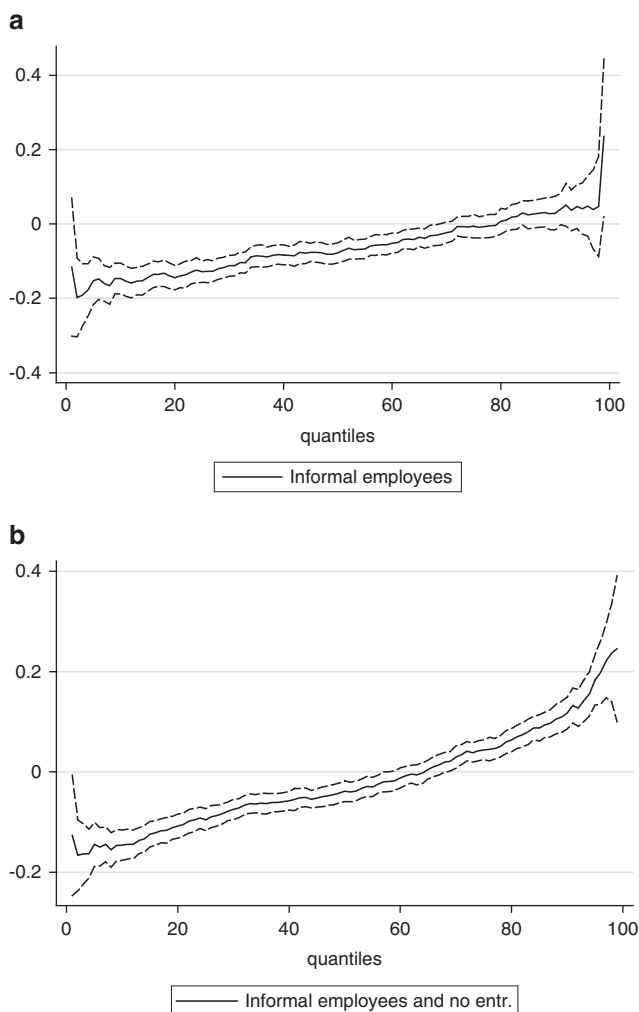 a
0.4
0.2
0
-0.2
-0.4
0 20 40 60 80 100
quantiles
Informal employees
b
0.4
0.2
0
-0.2
0 20 40 60 80 100
quantiles
Informal employees and no entr.